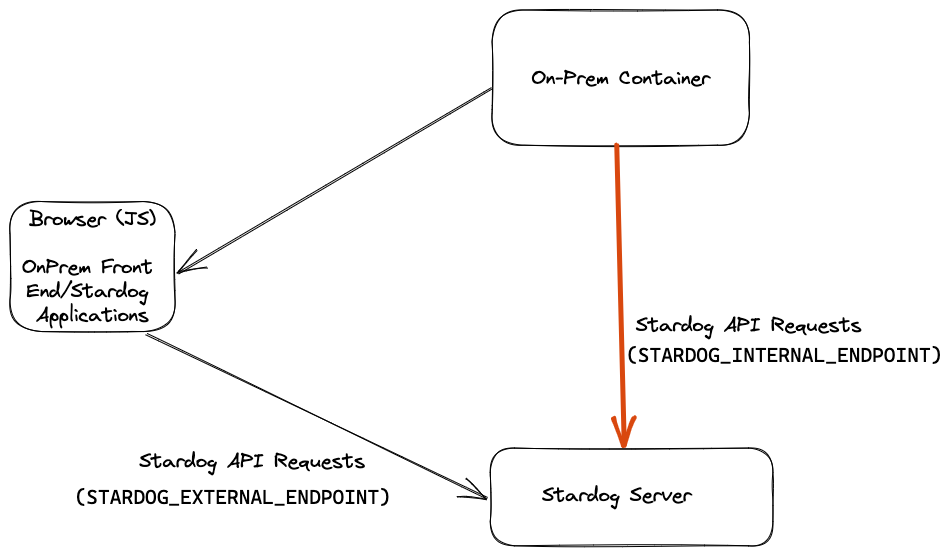 On-Prem Container
Browser (JS)
OnPrem Front
End/Stardog
Applications
Stardog API Requests
(STARDOG_INTERNAL_ENDPOINT)
Stardog API Requests
(STARDOG_EXTERNAL_ENDPOINT)
Stardog Server